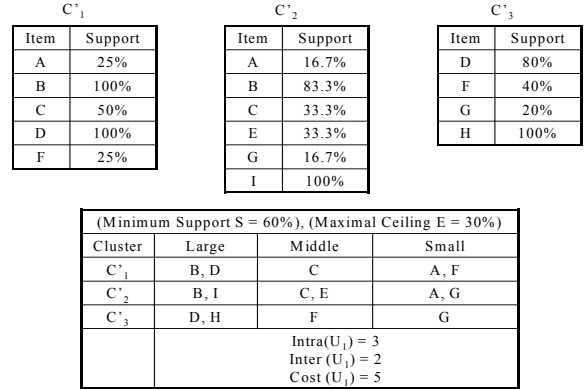 C’1 C’2 C’3
Item Support Item Support Item Support
A 25% A 16.7% D 80%
B 100% B 83.3% F 40%
C 50% C 33.3% G 20%
D 100% E 33.3% H 100%
F 25% G 16.7%
I 100%
(Minimum Support S = 60%), (Maximal Ceiling E = 30%)
Cluster Large Middle Small
C’1 B, D C A, F
C’2 B, I C, E A, G
C’3 D, H F G
Intra(U1) = 3
Inter (U1) = 2
Cost (U1) = 5